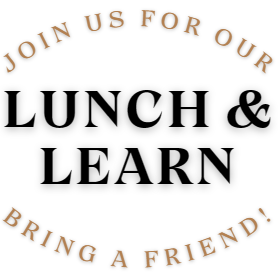 JOIN US FOR OUR
LUNCH &
LEARN
BRING A FRIEND!